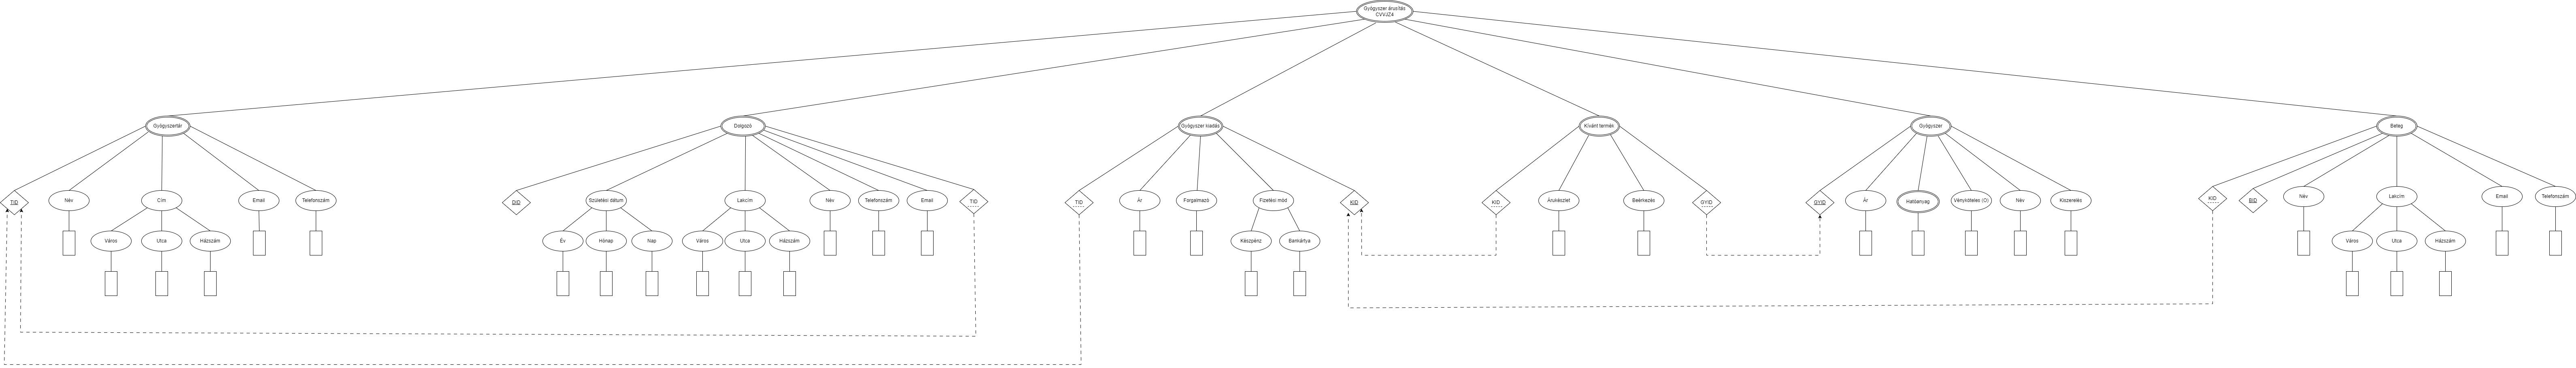 Gyógyszer árusítás
CVVJZ4
Gyógyszertár
Dolgozó
Gyógyszer kiadás
Kívánt termék
Gyógyszer
Beteg
TID
Név
Cím
Email
Telefonszám
DID
Születési dátum
Lakcím
Név
Telefonszám
Email
TID
TID
Ár
Forgalmazó
Fizetési mód
KID
KID
Árukészlet
Beérkezés
GYID
GYID
Ár
Hatóanyag
Vényköteles (O)
Név
Kiszerelés
KID
BID
Név
Lakcím
Email
Telefonszám
Város
Utca
Házszám
Év
Hónap
Nap
Város
Utca
Házszám
Készpénz
Bankártya
Város
Utca
Házszám